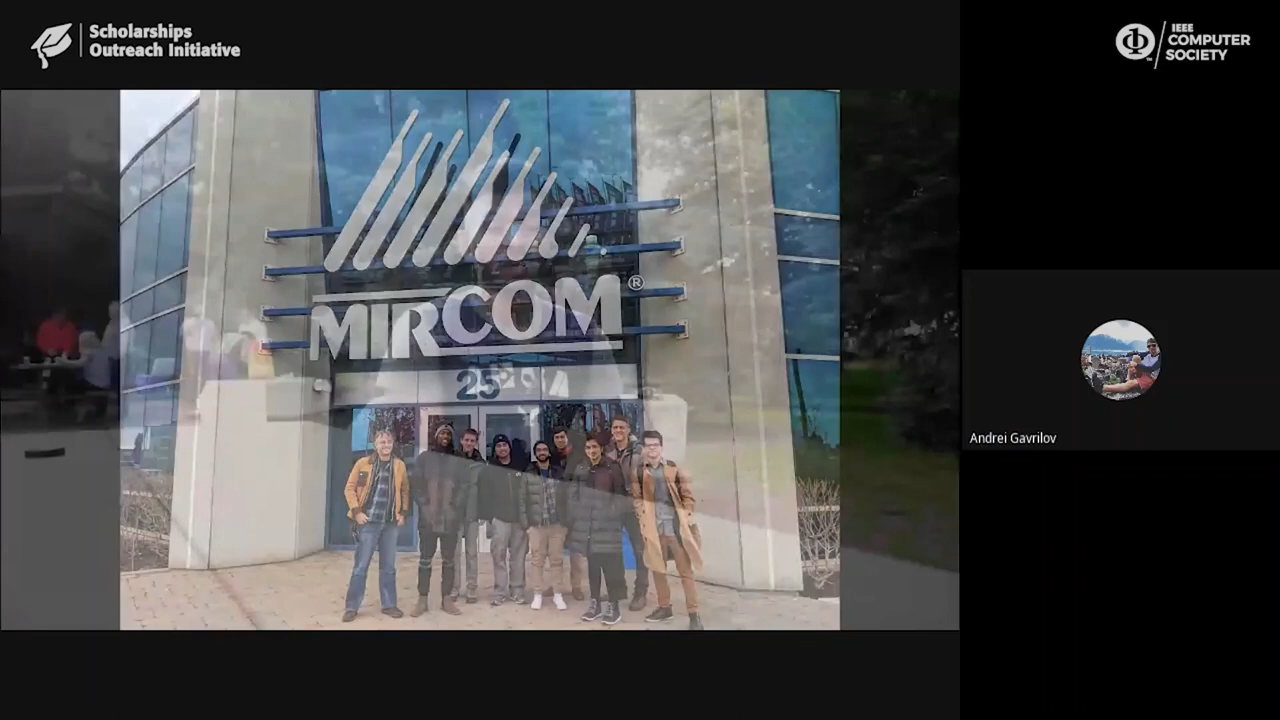 Scholarships
Outreach Initiative
IEEE
COMPUTER
SOCIETY
MIRCOM®
25
Andrei Gavrilov